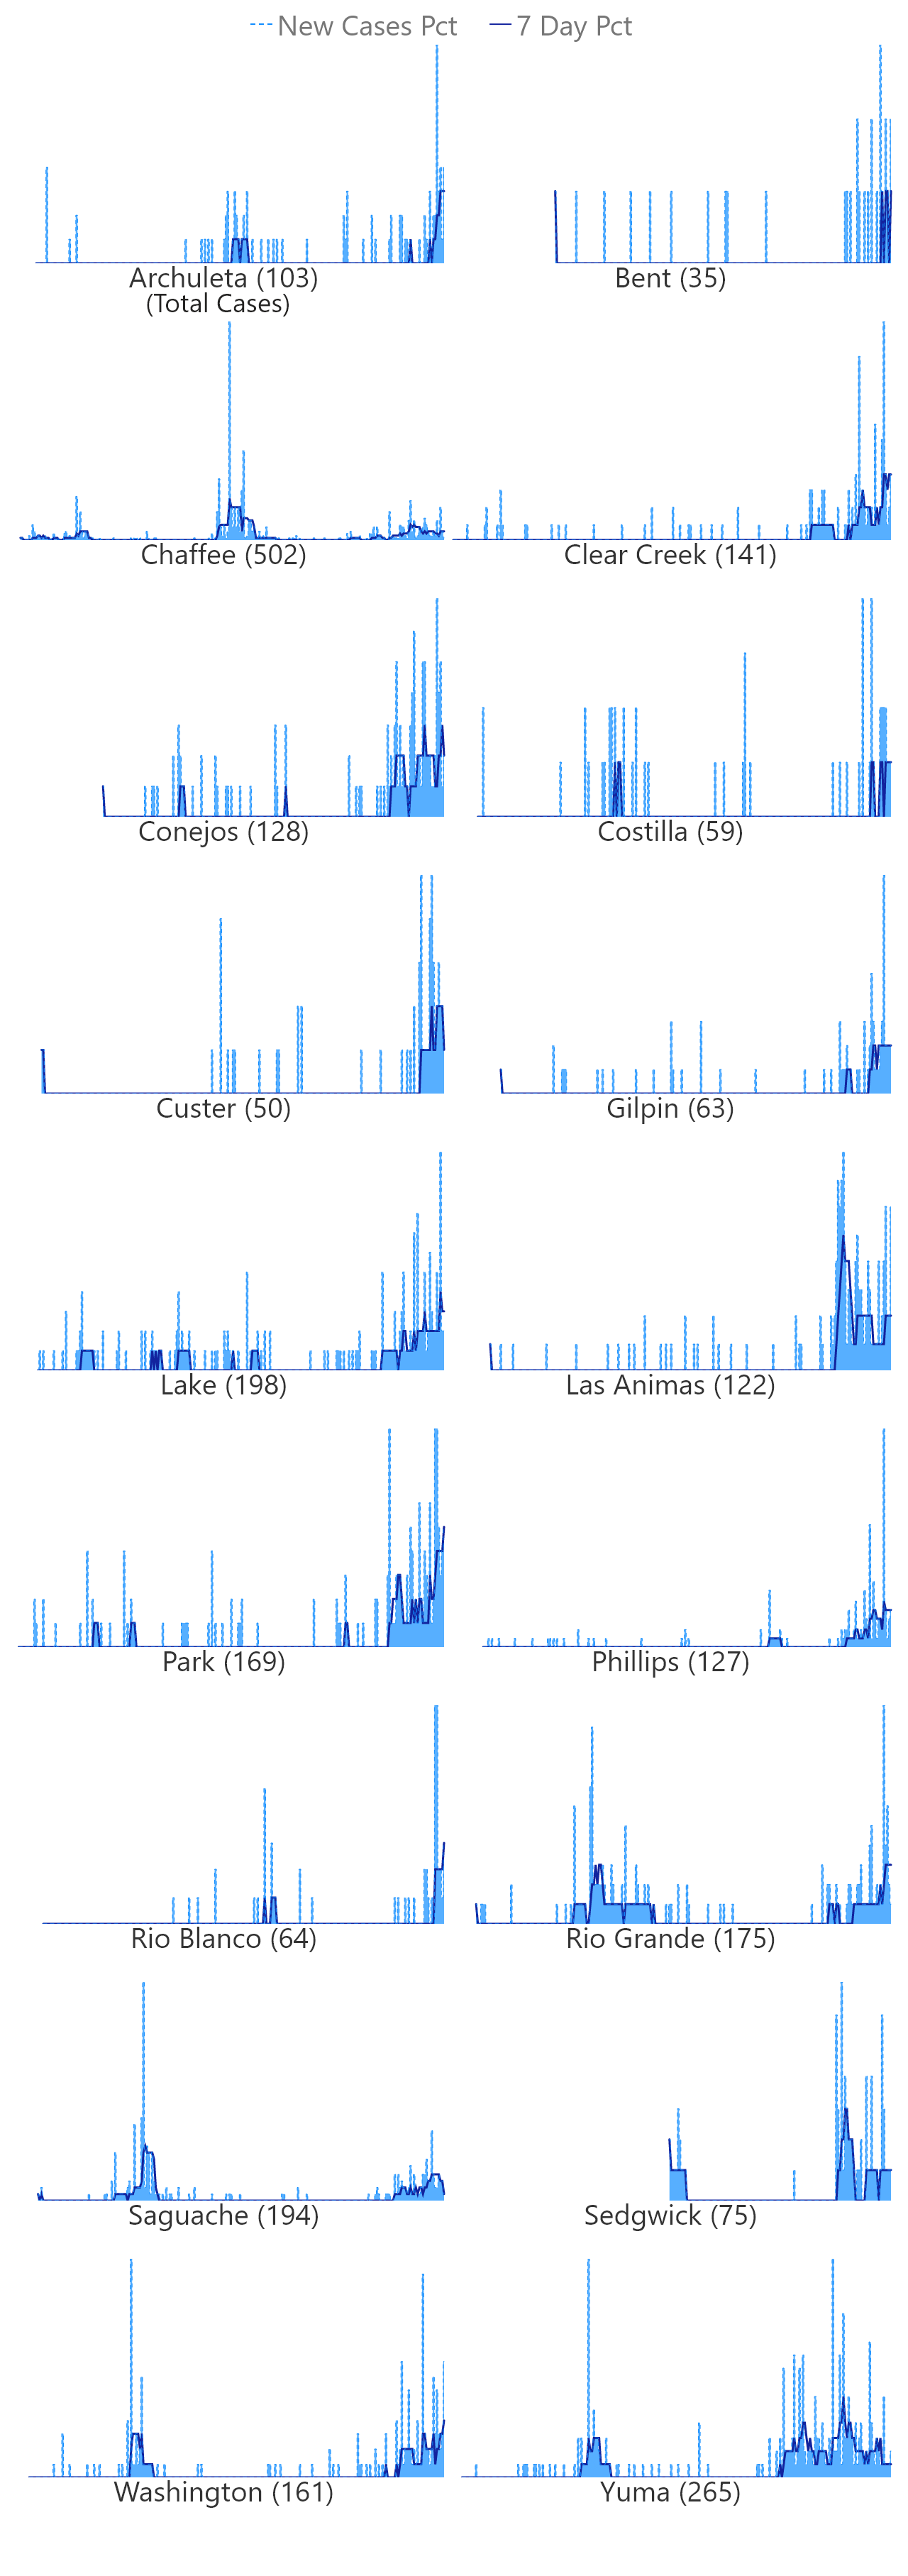 New Cases Pct 7 Day Pct
Archuleta (103) Bent (35)
(Total Cases)
Chaffee (502) Clear Creek (141)
Conejos (128) Costilla (59)
Custer (50) Gilpin (63)
Lake (198) Las Animas (122)
Park (169) Phillips (127)
Rio Blanco (64) Rio Grande (175)
Saguache (194) Sedgwick (75)
Washington (161) Yuma (265)